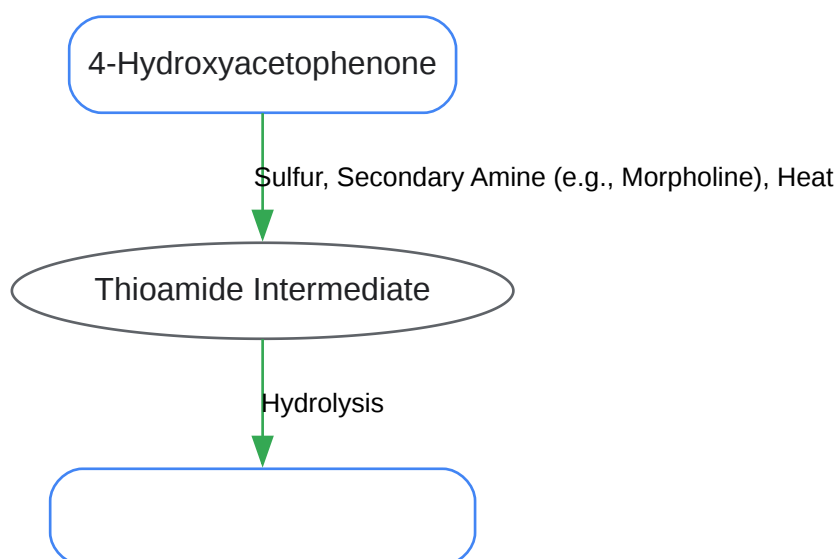 4-Hydroxyacetophenone
Sulfur, Secondary Amine (e.g., Morpholine), Heat
Thioamide Intermediate
Hydrolysis